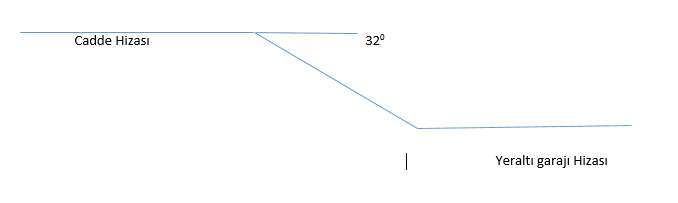 Cadde Hizası
32⁰
Yeraltı garajı Hizası